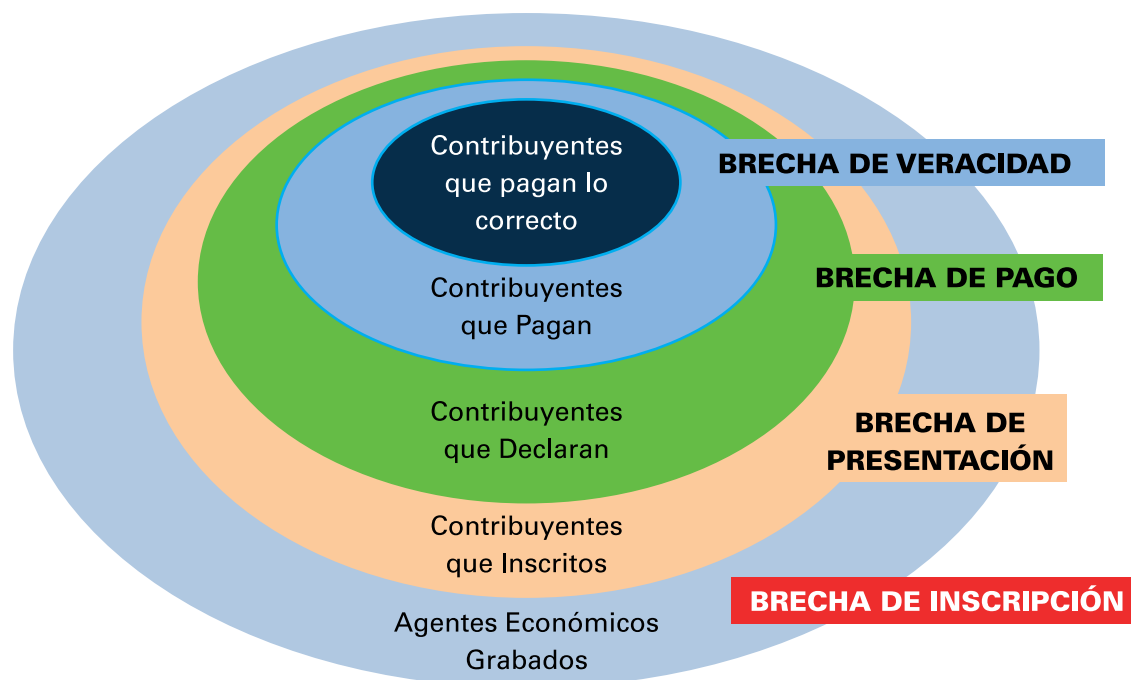 Contribuyentes
que pagan lo
correcto
BRECHA DE VERACIDAD
Contribuyentes
que Pagan
BRECHA DE PAGO
Contribuyentes
que Declaran
BRECHA DE
PRESENTACIÓN
Contribuyentes
que Inscritos
BRECHA DE INSCRIPCIÓN
Agentes Económicos
Grabados